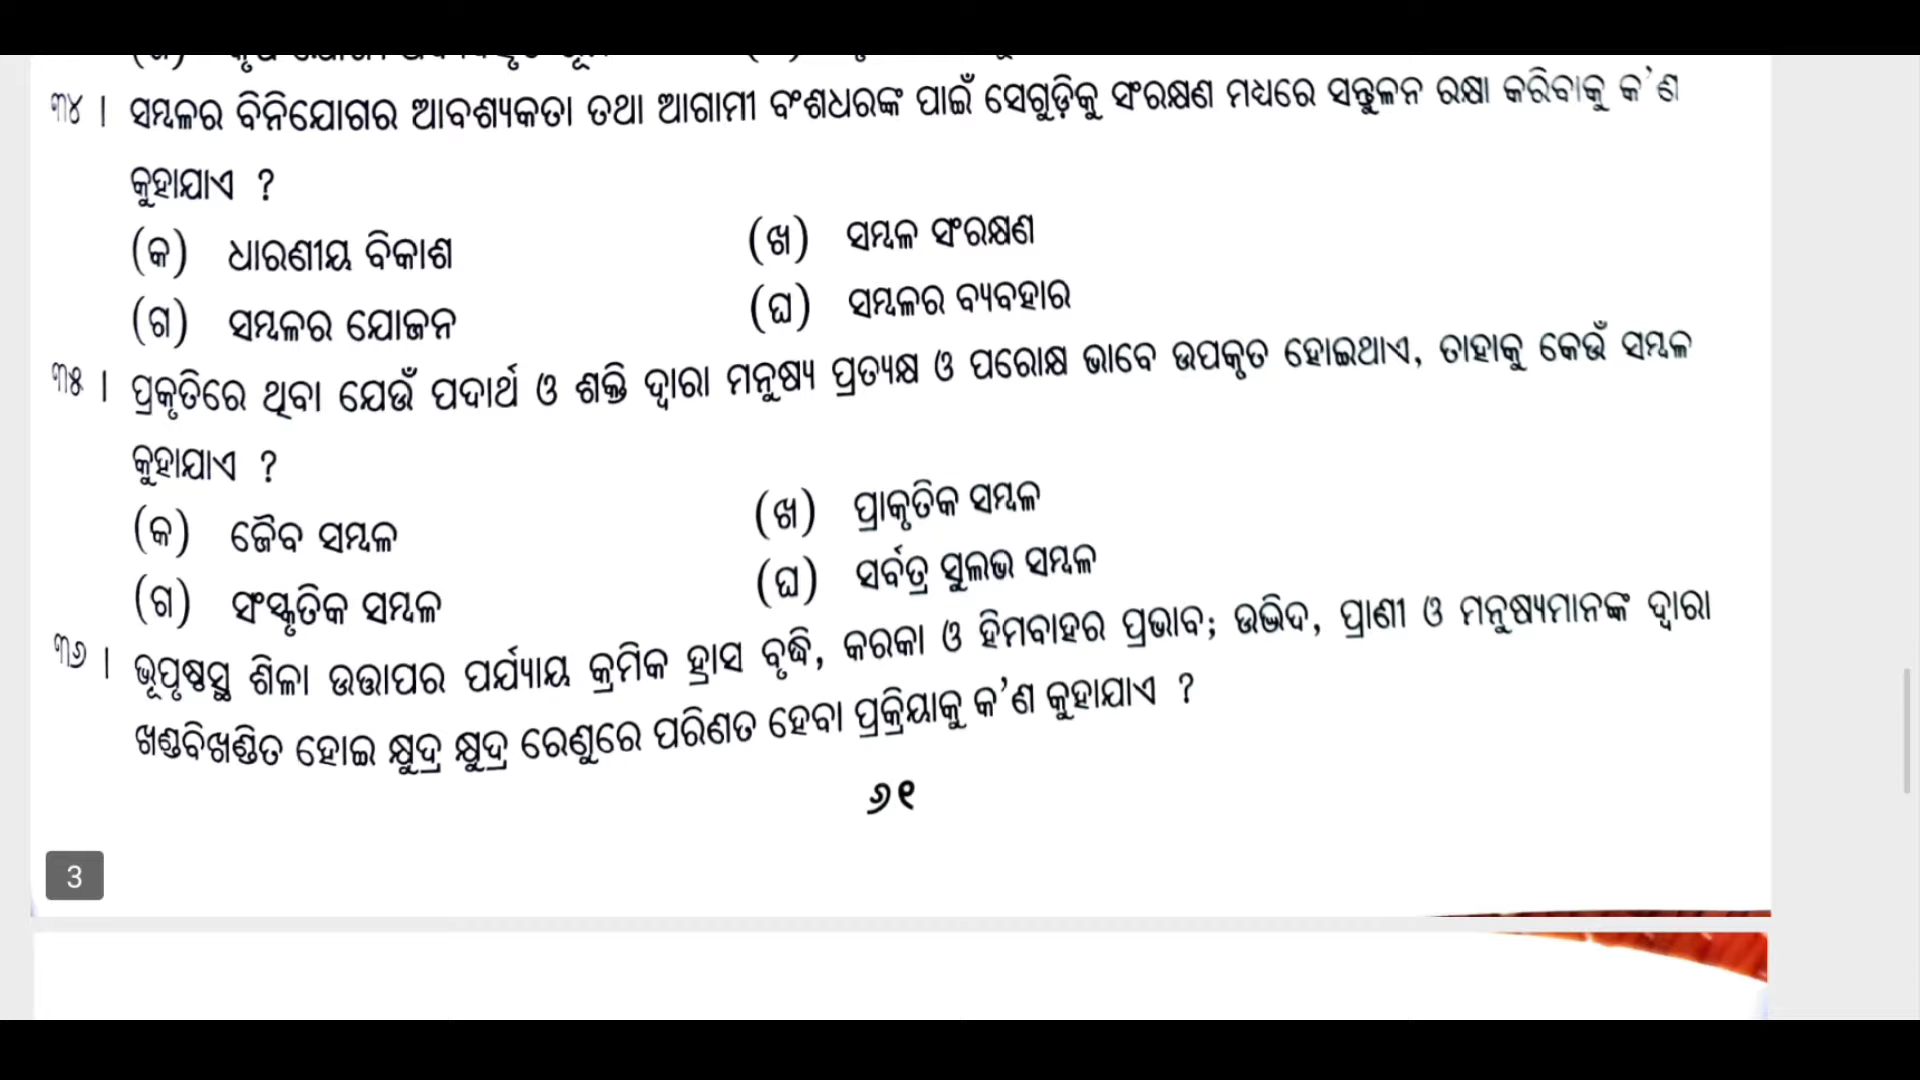 ୩୪ । ସମ୍ବଳର ବିନିଯୋଗର ଆବଶ୍ୟକତା ତଥା ଆଗାମୀ ବଂଶଧରଙ୍କ ପାଇଁ ସେଗୁଡ଼ିକୁ ସଂରକ୍ଷଣ ମଧ୍ୟରେ ସନ୍ତୁଳନ ରକ୍ଷା କରିବାକୁ କ'ଣ
କୁହାଯାଏ ?
(କ) ଧାରଣୀୟ ବିକାଶ (ଖ) ସମ୍ବଳ ସଂରକ୍ଷଣ
(ଗ) ସମ୍ବଳର ଯୋଜନ (ଘ) ସମ୍ବଳର ବ୍ୟବହାର
୩୫ । ପ୍ରକୃତିରେ ଥିବା ଯେଉଁ ପଦାର୍ଥ ଓ ଶକ୍ତି ଦ୍ୱାରା ମନୁଷ୍ୟ ପ୍ରତ୍ୟକ୍ଷ ଓ ପରୋକ୍ଷ ଭାବେ ଉପକୃତ ହୋଇଥାଏ, ତାହାକୁ କେଉଁ ସମ୍ବଳ
କୁହାଯାଏ ?
(କ) ଜୈବ ସମ୍ବଳ (ଖ) ପ୍ରାକୃତିକ ସମ୍ବଳ
(ଗ) ସଂସ୍କୃତିକ ସମ୍ବଳ (ଘ) ସର୍ବତ୍ର ସୁଲଭ ସମ୍ବଳ
୩୬ । ଭୂପୃଷ୍ଠସ୍ଥ ଶିଳା ଉତ୍ତାପର ପର୍ଯ୍ୟାୟ କ୍ରମିକ ହ୍ରାସ ବୃଦ୍ଧି, କରକା ଓ ହିମବାହର ପ୍ରଭାବ; ଉଦ୍ଭିଦ, ପ୍ରାଣୀ ଓ ମନୁଷ୍ୟମାନଙ୍କ ଦ୍ୱାରା
ଖଣ୍ଡବିଖଣ୍ଡିତ ହୋଇ କ୍ଷୁଦ୍ର କ୍ଷୁଦ୍ର ରେଣୁରେ ପରିଣତ ହେବା ପ୍ରକ୍ରିୟାକୁ କ'ଣ କୁହାଯାଏ ?
୬୧
3